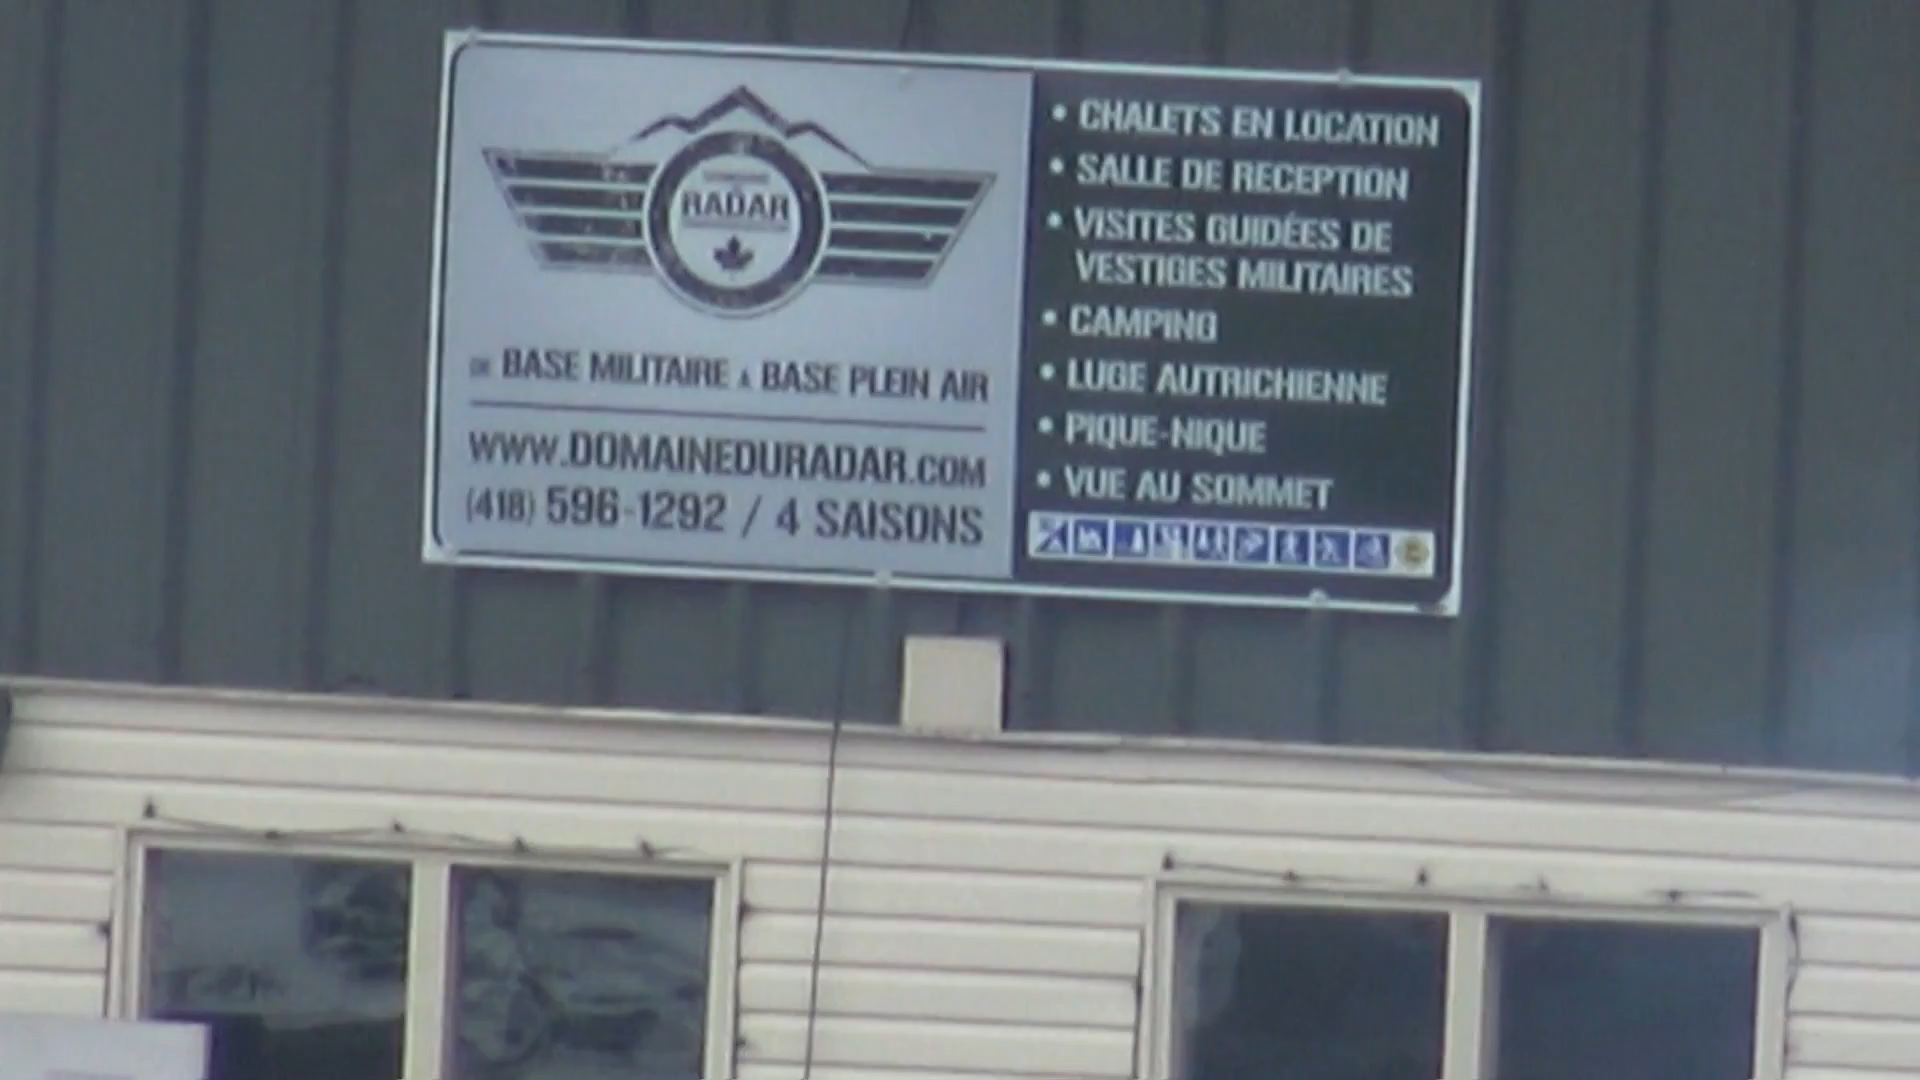 RADAR
DE BASE MILITAIRE À BASE PLEIN AIR
WWW.DOMAINEDURADAR.COM
(418) 596-1292 / 4 SAISONS
• CHALETS EN LOCATION
• SALLE DE RECEPTION
• VISITES GUIDÉES DE
VESTIGES MILITAIRES
• CAMPING
• LUGE AUTRICHIENNE
• PIQUE-NIQUE
• VUE AU SOMMET